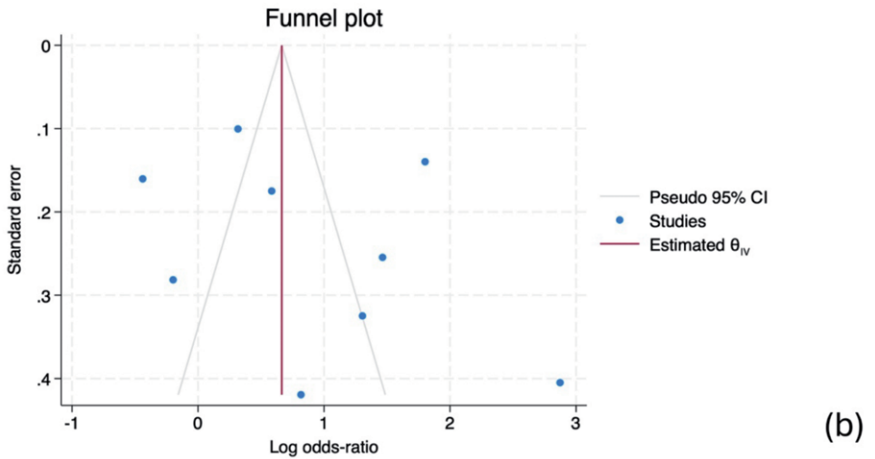 Funnel plot
0
.1
.2
.3
.4
Standard error
-1 0 1 2 3
Log odds-ratio
Pseudo 95% CI
Studies
Estimated θIV
(b)